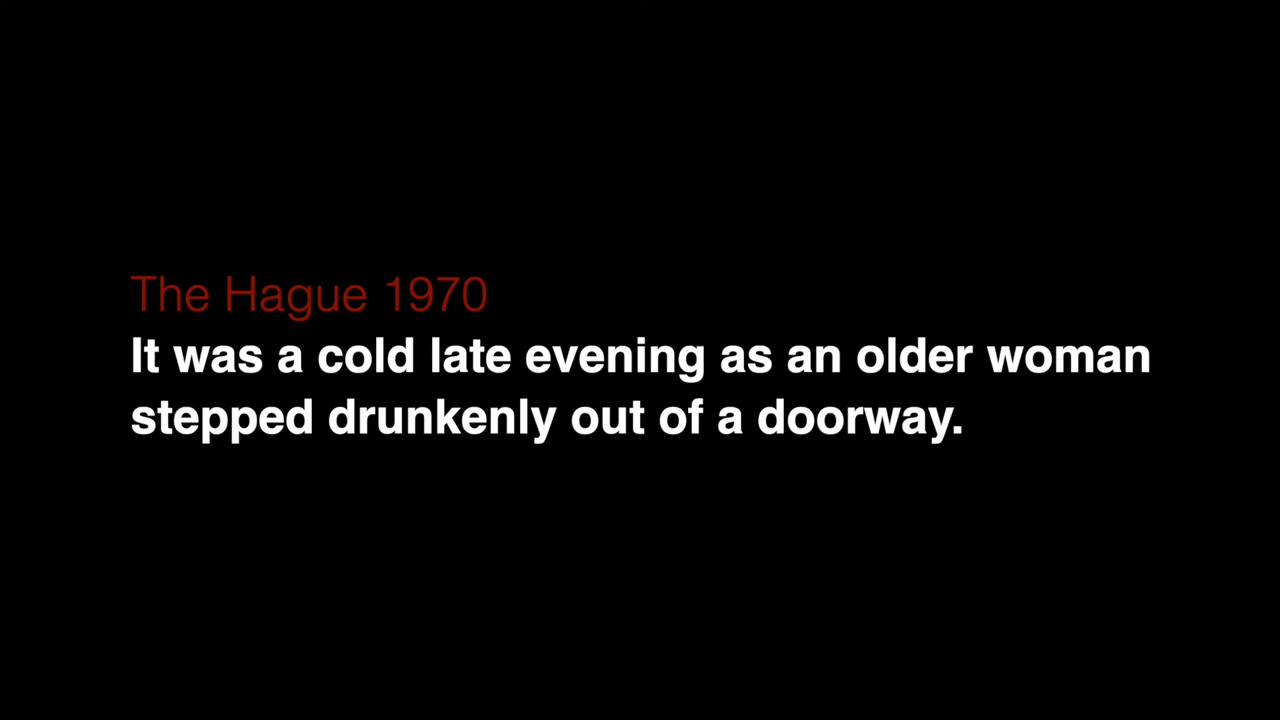 The Hague 1970
It was a cold late evening as an older woman
stepped drunkenly out of a doorway.